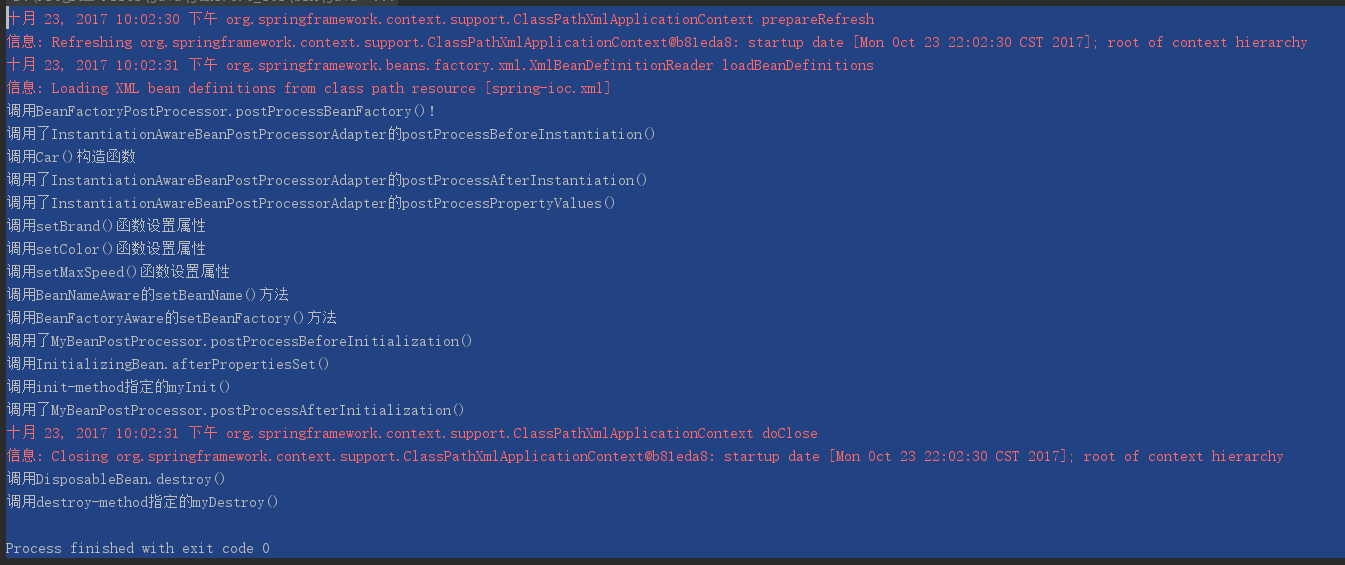 十月 23, 2017 10:02:30 下午 org.springframework.context.support.ClassPathXmlApplicationContext prepareRefresh
信息: Refreshing org.springframework.context.support.ClassPathXmlApplicationContext@b81eda8: startup date [Mon Oct 23 22:02:30 CST 2017]; root of context hierarchy
十月 23, 2017 10:02:31 下午 org.springframework.beans.factory.xml.XmlBeanDefinitionReader loadBeanDefinitions
信息: Loading XML bean definitions from class path resource [spring-ioc.xml]
调用BeanFactoryPostProcessor.postProcessBeanFactory()!
调用了InstantiationAwareBeanPostProcessorAdapter的postProcessBeforeInstantiation()
调用Car()构造函数
调用了InstantiationAwareBeanPostProcessorAdapter的postProcessAfterInstantiation()
调用了InstantiationAwareBeanPostProcessorAdapter的postProcessPropertyValues()
调用setBrand()函数设置属性
调用setColor()函数设置属性
调用setMaxSpeed()函数设置属性
调用BeanNameAware的setBeanName()方法
调用BeanFactoryAware的setBeanFactory()方法
调用了MyBeanPostProcessor.postProcessBeforeInitialization()
调用InitializingBean.afterPropertiesSet()
调用init-method指定的myInit()
调用了MyBeanPostProcessor.postProcessAfterInitialization()
十月 23, 2017 10:02:31 下午 org.springframework.context.support.ClassPathXmlApplicationContext doClose
信息: Closing org.springframework.context.support.ClassPathXmlApplicationContext@b81eda8: startup date [Mon Oct 23 22:02:30 CST 2017]; root of context hierarchy
调用DisposableBean.destroy()
调用destroy-method指定的myDestroy()
Process finished with exit code 0